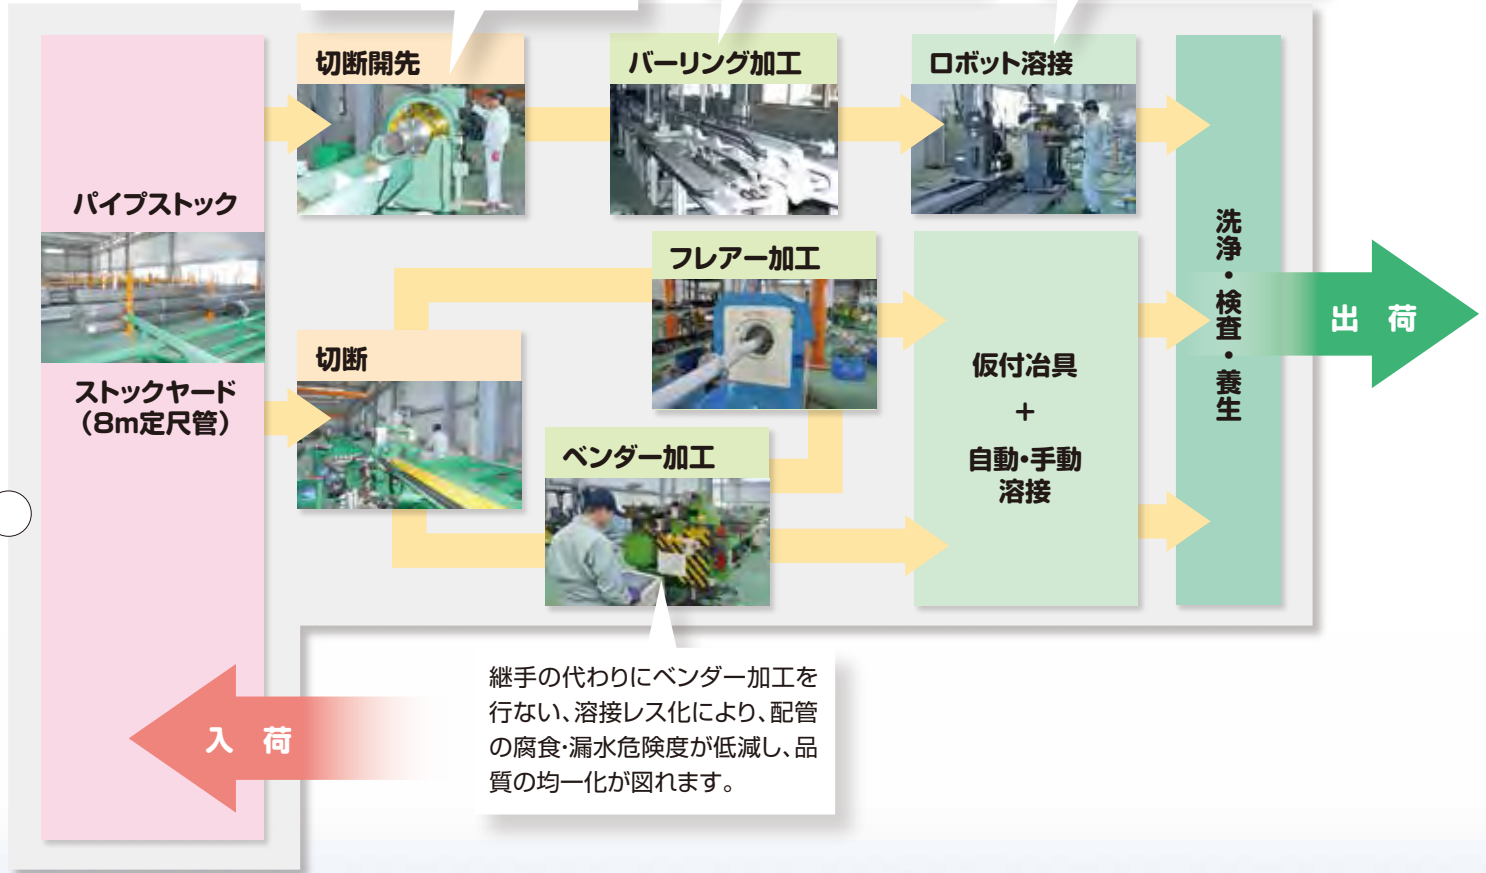 切断開先
バーリング加工
ロボット溶接
パイプストック
ストックヤード
（8m定尺管）
切断
フレアー加工
ベンダー加工
仮付冶具
+
自動・手動
溶接
洗浄・検査・養生
出 荷
入 荷
継手の代わりにベンダー加工を
行ない、溶接レス化により、配管
の腐食・漏水危険度が低減し、品
質の均一化が図れます。